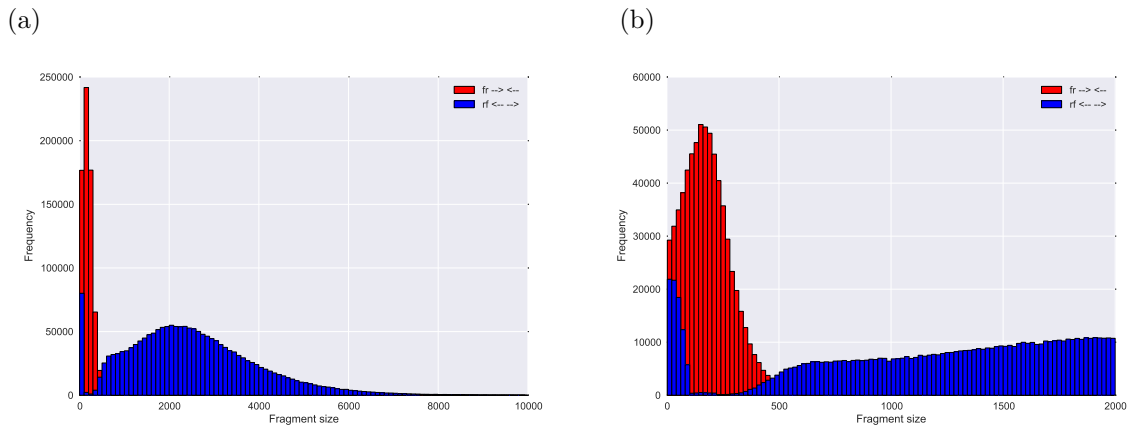 (a)
250000
200000
150000
100000
50000
0
Frequency
0 2000 4000 6000 8000 10000
Fragment size
fr --> <--
rf <-- -->
(b)
60000
50000
40000
30000
20000
10000
0
Frequency
0 500 1000 1500 2000
Fragment size
fr --> <--
rf <-- -->